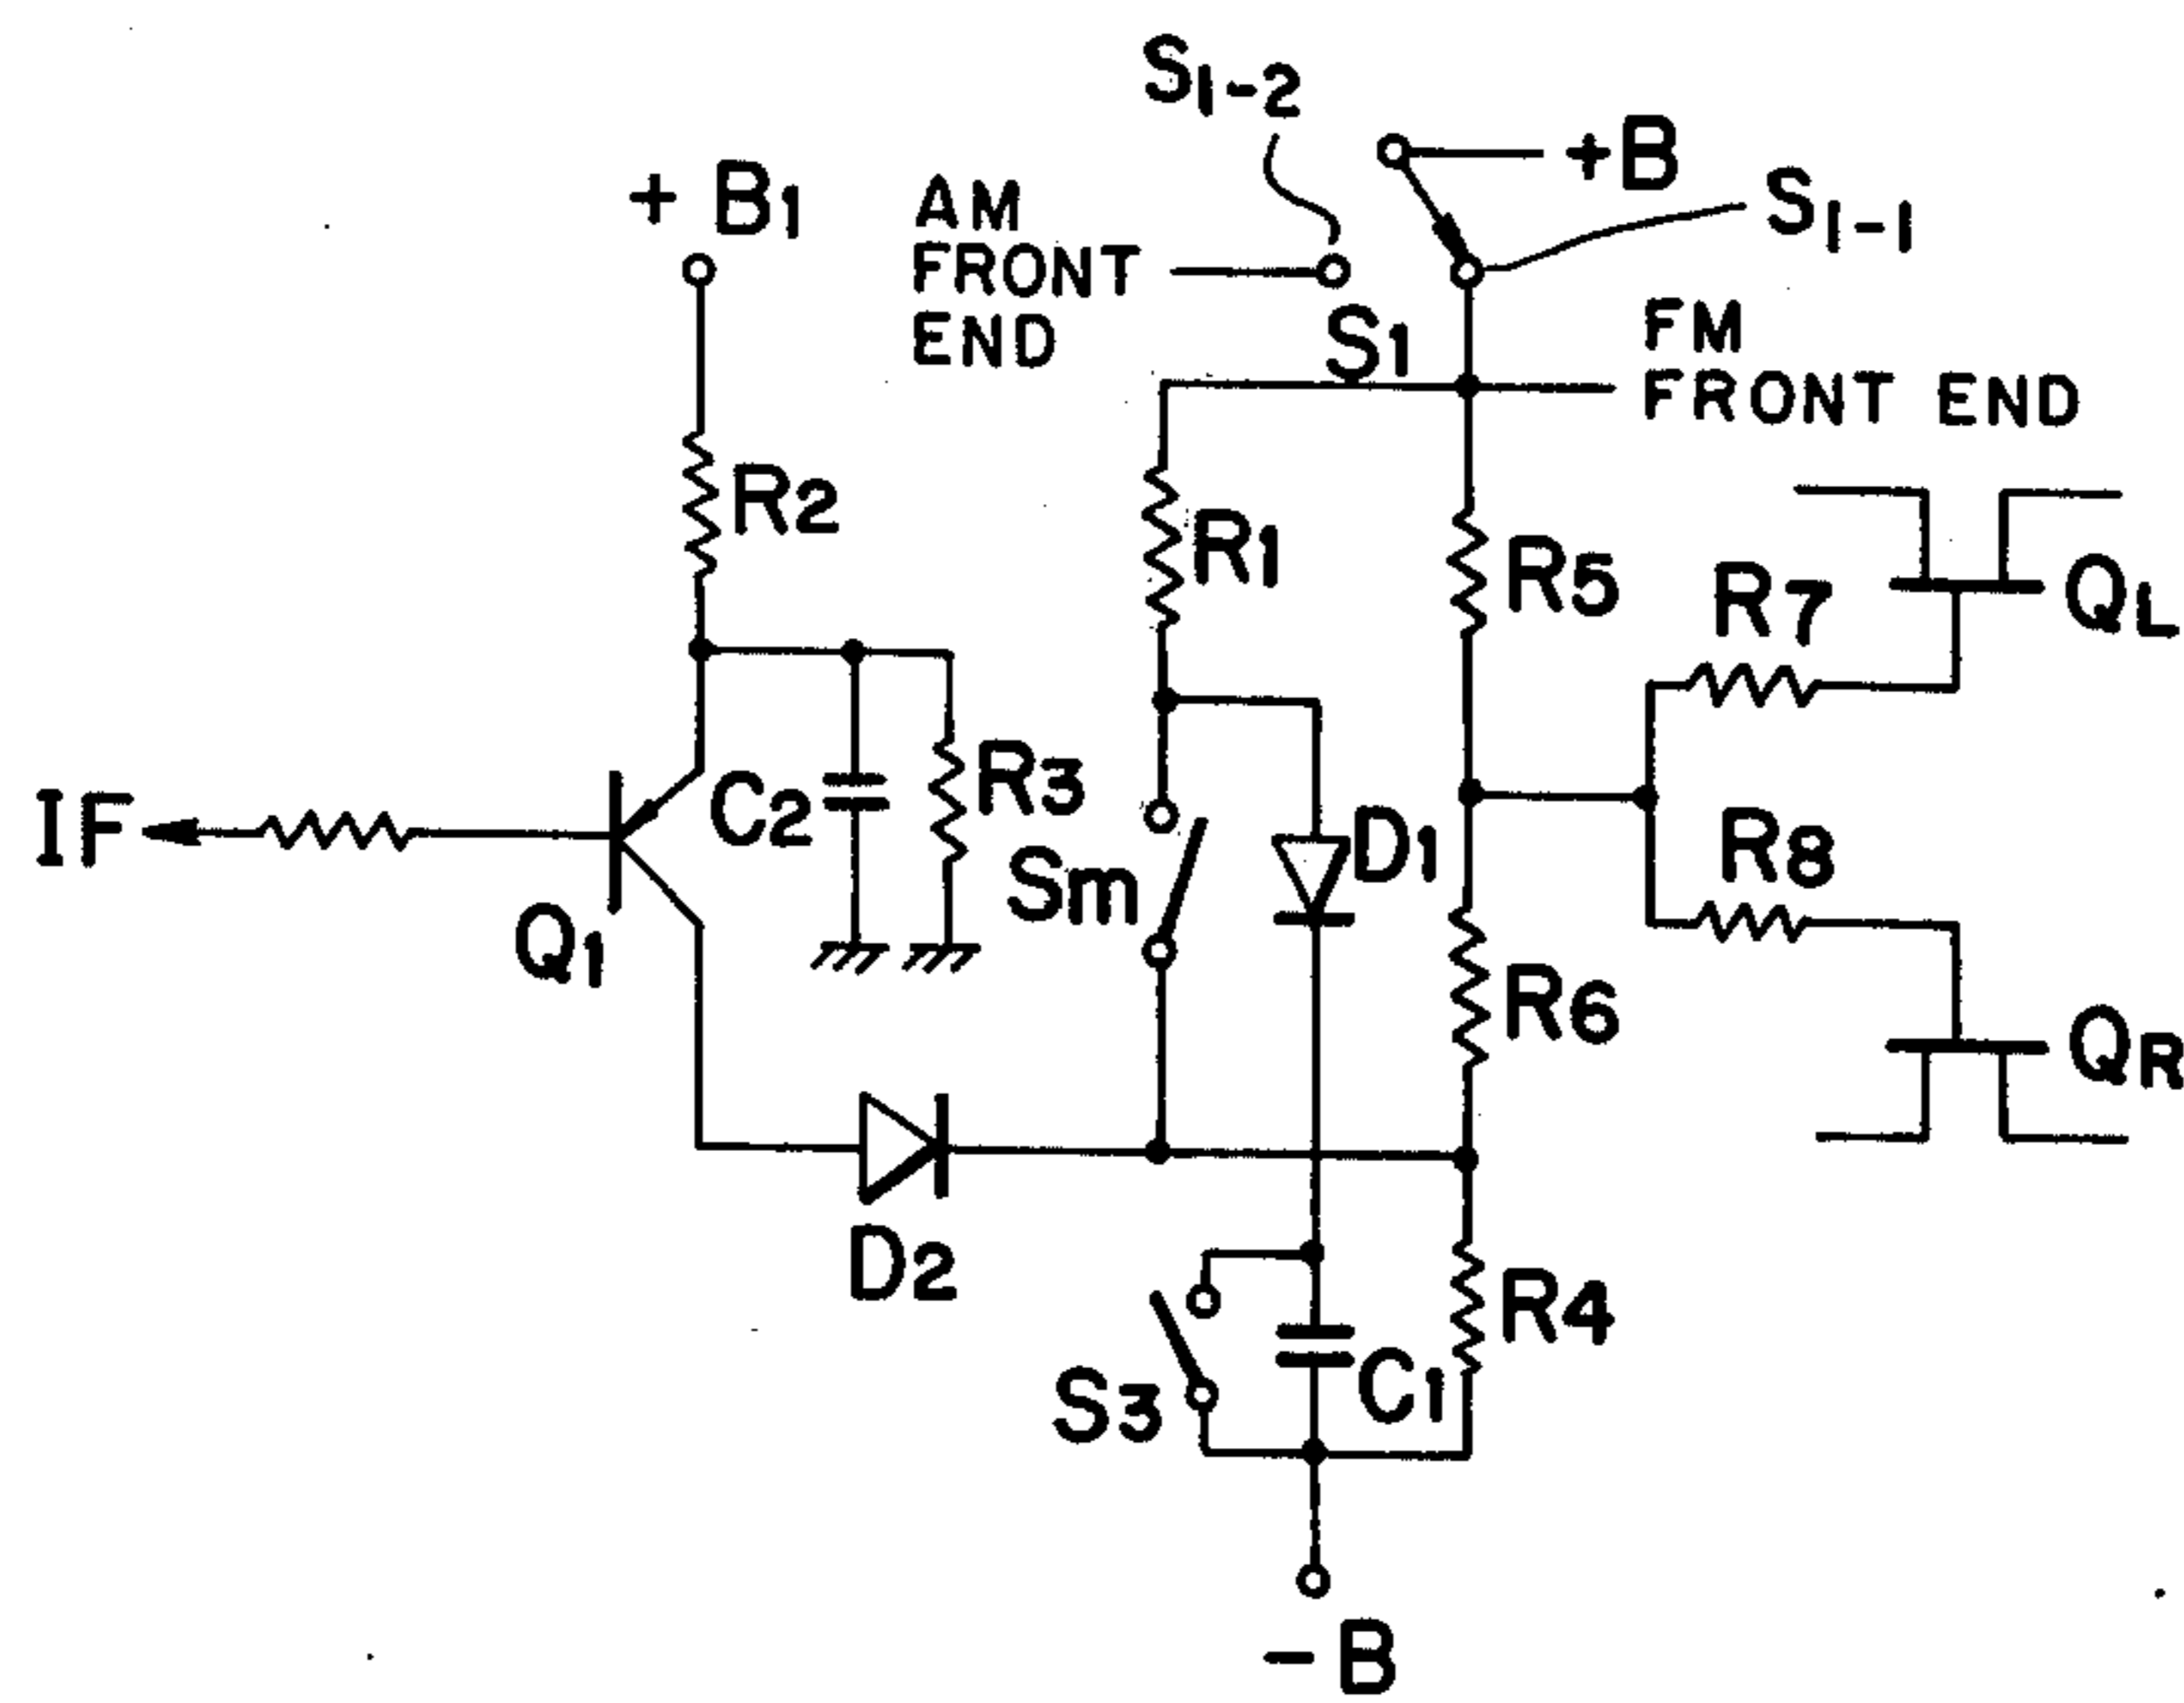 S1-2
+B
S1-1
+ B1
AM
FRONT
END
S1
FM
FRONT END
R2
R1
R5
R7
QL
IF
Q1
C2
R3
Sm
D1
R8
R6
QR
D2
S3
C1
R4
- B